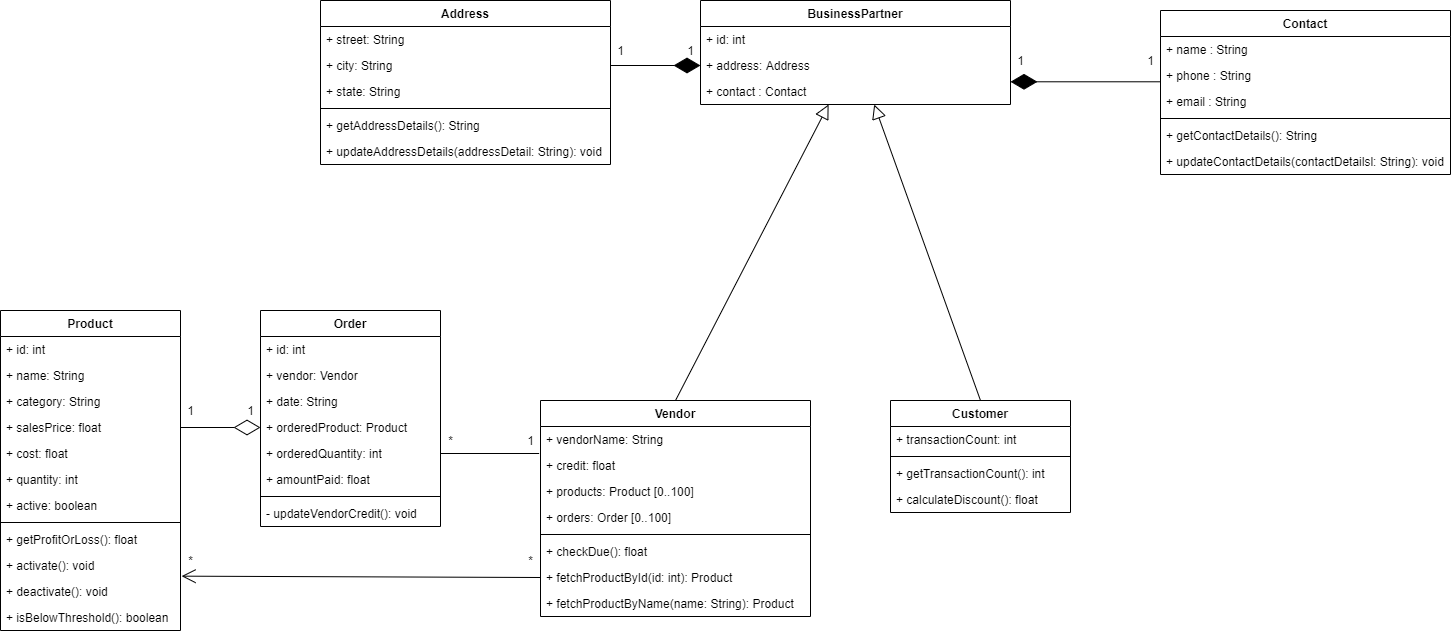 Address
+ street: String
+ city: String
+ state: String
+ getAddressDetails(): String
+ updateAddressDetails(addressDetail: String): void
1
1
BusinessPartner
+ id: int
+ address: Address
+ contact : Contact
1
1
Contact
+ name : String
+ phone : String
+ email : String
+ getContactDetails(): String
+ updateContactDetails(contactDetailsl: String): void
Product
+ id: int
+ name: String
+ category: String
+ salesPrice: float
+ cost: float
+ quantity: int
+ active: boolean
+ getProfitOrLoss(): float
+ activate(): void
+ deactivate(): void
+ isBelowThreshold(): boolean
1
1
Order
+ id: int
+ vendor: Vendor
+ date: String
+ orderedProduct: Product
+ orderedQuantity: int
+ amountPaid: float
- updateVendorCredit(): void
*
1
*
*
Vendor
+ vendorName: String
+ credit: float
+ products: Product [0..100]
+ orders: Order [0..100]
+ checkDue(): float
+ fetchProductById(id: int): Product
+ fetchProductByName(name: String): Product
Customer
+ transactionCount: int
+ getTransactionCount(): int
+ calculateDiscount(): float